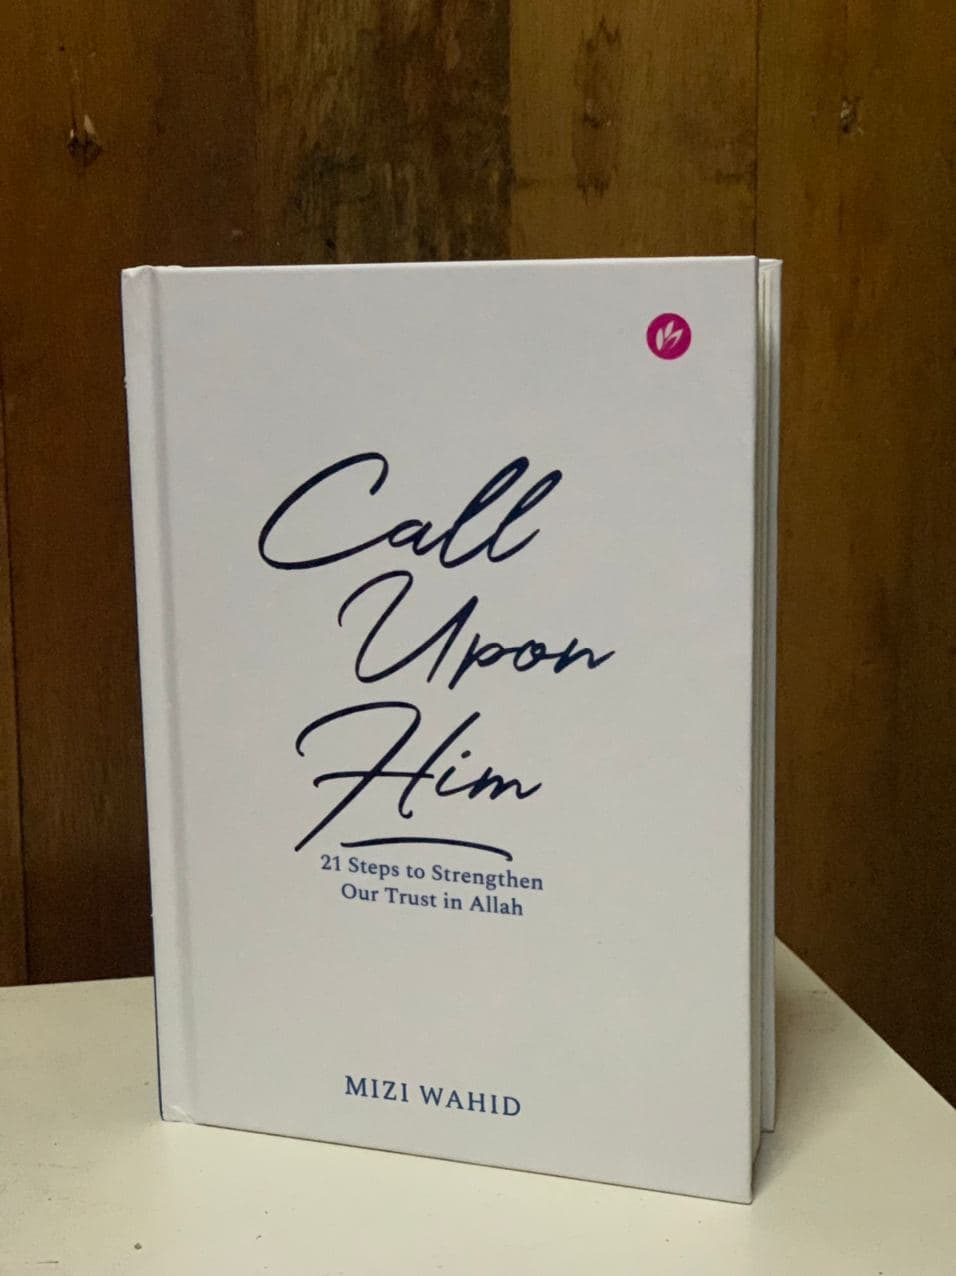 Call
Upon
Him
21 Steps to Strengthen
Our Trust in Allah
MIZI WAHID